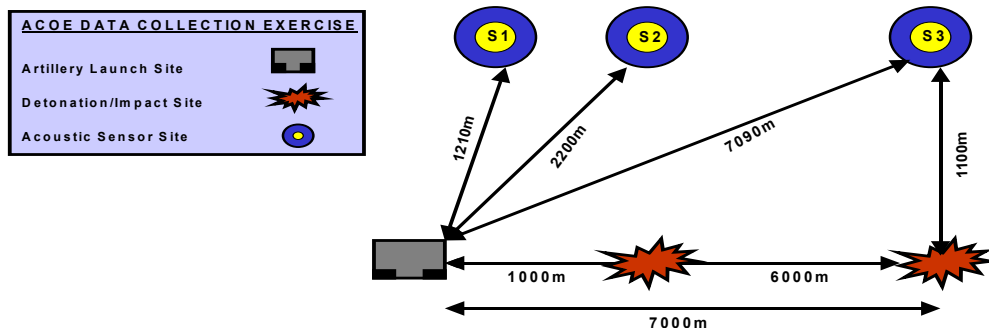 ACOE DATA COLLECTION EXERCISE
Artillery Launch Site
Detonation/Impact Site
Acoustic Sensor Site
S1
S2
S3
1210m
2200m
7090m
1100m
1000m
6000m
7000m